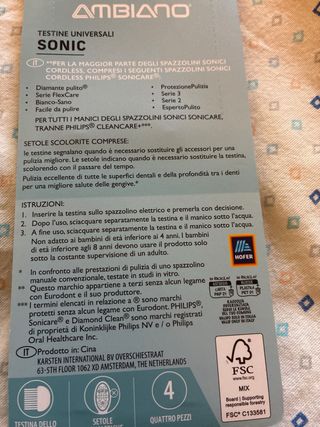 AMBIANO®
TESTINE UNIVERSALI
SONIC
IT **PER LA MAGGIOR PARTE DEGLI SPAZZOLINI SONICI
CORDLESS, COMPRESI I SEGUENTI SPAZZOLINI SONICI
CORDLESS PHILIPS® SONICARE®:
• Diamante pulito®
• Serie FlexCare
• Bianco-Sano
• Facile da pulire
• ProtezionePulizia
• Serie 3
• Serie 2
• EspertoPulito
PER TUTTI I MANICI DEGLI SPAZZOLINI SONICI SONICARE,
TRANNE PHILIPS® CLEANCARE+***.
SETOLE SCOLORITE COMPRESE:
le testine segnalano quando è necessario sostituire gli accessori per una
pulizia migliore. Le setole indicano quando è necessario sostituire la testina,
scolorendo con il passare del tempo.
Pulizia eccellente di tutte le superfici dentali e della profondità tra i denti
per una migliore salute delle gengive.*
ISTRUZIONI:
1. Inserire la testina sullo spazzolino elettrico e premerla con decisione.
2. Dopo l'uso, sciacquare separatamente la testina e il manico sotto l'acqua.
3. A fine uso, sciacquare separatamente la testina e il manico sotto l'acqua.
Non adatto ai bambini di età inferiore ai 4 anni. I bambini
di età inferiore agli 8 anni devono usare il prodotto solo
sotto la costante supervisione di un adulto.
* In confronto alle prestazioni di pulizia di uno spazzolino
manuale convenzionale, testate in studi in vitro.
** Questo marchio appartiene a terzi senza alcun legame
con Eurodont e il suo produttore.
*** I termini elencati in relazione a ® sono marchi
protetti senza alcun legame con Eurodont. PHILIPS®,
Sonicare® e Diamond Clean® sono marchi registrati
di proprietà di Koninklijke Philips NV e / o Philips
Oral Healthcare Inc.
IT Prodotto in: Cina
KARSTEN INTERNATIONAL BV OVERSCHIESTRAAT
63-5TH FLOOR 1062 XD AMSTERDAM, THE NETHERLANDS
HOFER
FSC
www.fsc.org
MIX
Board | Supporting
responsible forestry
FSC® C133581
TESTINA DELLO
SETOLE
4
QUATTRO PEZZI